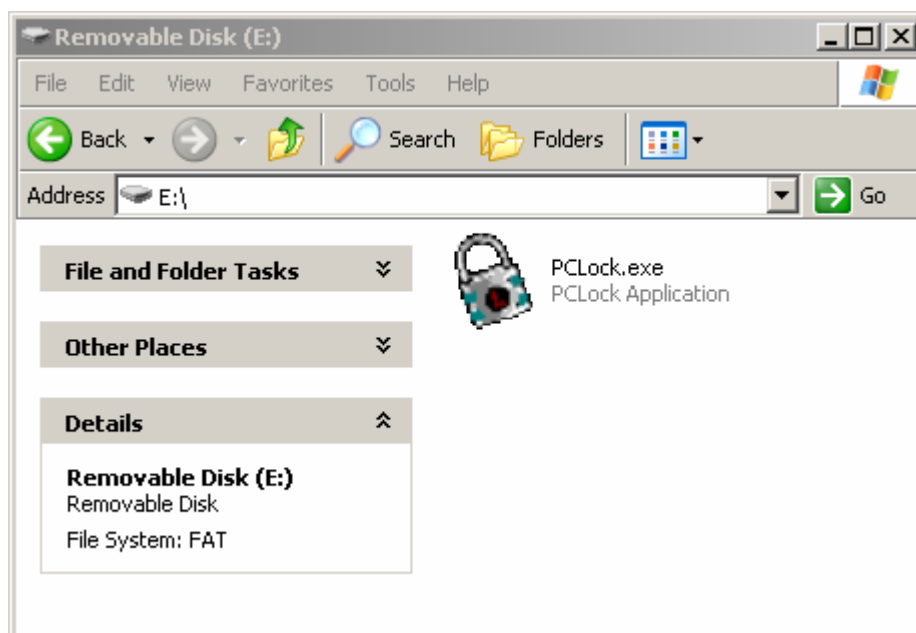 Removable Disk (E:)
File Edit View Favorites Tools Help
Back Search Folders
Address E:\ Go
File and Folder Tasks
PCLock.exe
PCLock Application
Other Places
Details
Removable Disk (E:)
Removable Disk
File System: FAT